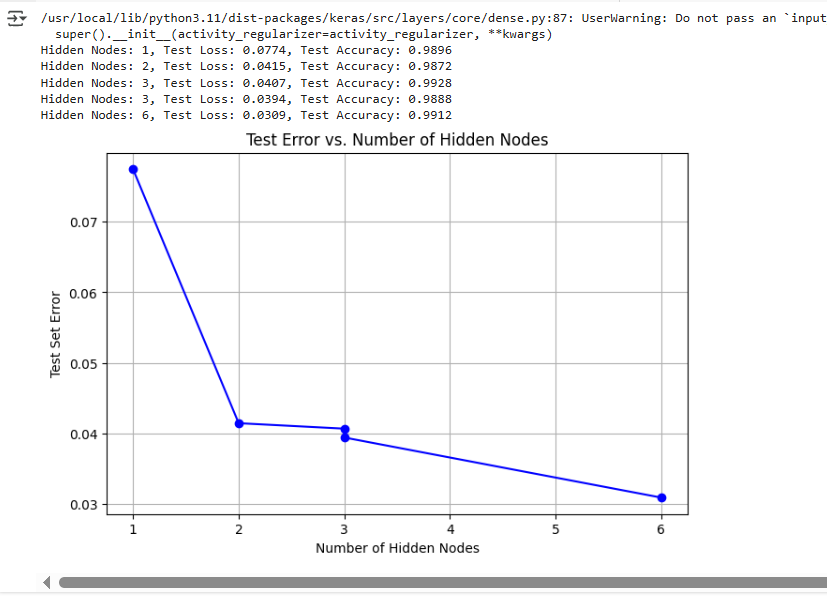 /usr/local/lib/python3.11/dist-packages/keras/src/layers/core/dense.py:87: UserWarning: Do not pass an `input
super().__init__(activity_regularizer=activity_regularizer, **kwargs)
Hidden Nodes: 1, Test Loss: 0.0774, Test Accuracy: 0.9896
Hidden Nodes: 2, Test Loss: 0.0415, Test Accuracy: 0.9872
Hidden Nodes: 3, Test Loss: 0.0407, Test Accuracy: 0.9928
Hidden Nodes: 3, Test Loss: 0.0394, Test Accuracy: 0.9888
Hidden Nodes: 6, Test Loss: 0.0309, Test Accuracy: 0.9912
Test Error vs. Number of Hidden Nodes
Test Set Error
0.07
0.06
0.05
0.04
0.03
1 2 3 4 5 6
Number of Hidden Nodes